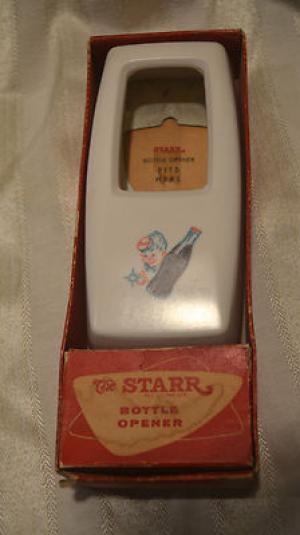 STARR
BOTTLE OPENER
The STARR
BOTTLE
OPENER